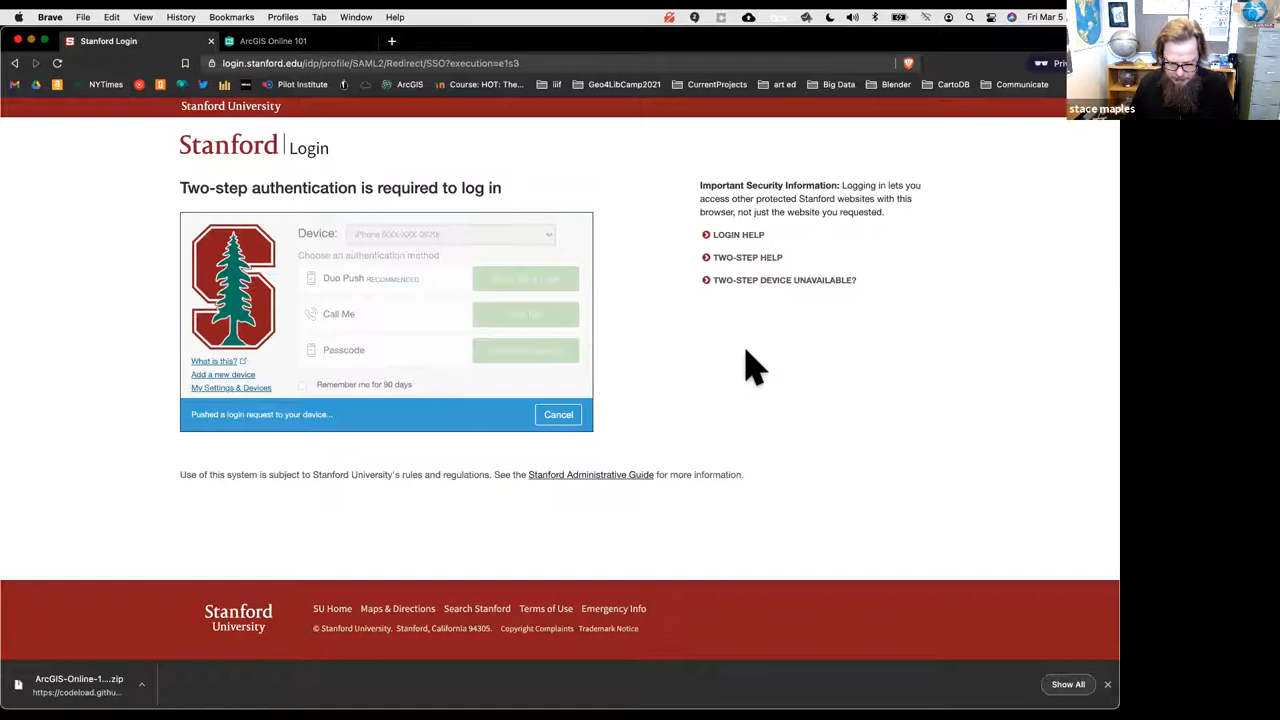 Brave File Edit View History Bookmarks Profiles Tab Window Help Fri Mar 5
Stanford Login
ArcGIS Online 101
login.stanford.edu/idp/profile/SAML2/Redirect/SSO?execution=e1s3
NYTimes Pilot Institute ArcGIS Course: HOT: The... iiif Geo4LibCamp2021 CurrentProjects art ed Big Data Blender CartoDB Communicate
stace maples
Stanford University
Stanford Login
Two-step authentication is required to log in
Device:
Choose an authentication method
Duo Push RECOMMENDED
Call Me
Passcode
Remember me for 90 days
What is this?
Add a new device
My Settings & Devices
Pushed a login request to your device...
Cancel
Important Security Information: Logging in lets you
access other protected Stanford websites with this
browser, not just the website you requested.
LOGIN HELP
TWO-STEP HELP
TWO-STEP DEVICE UNAVAILABLE?
Use of this system is subject to Stanford University's rules and regulations. See the Stanford Administrative Guide for more information.
Stanford
University
SU Home Maps & Directions Search Stanford Terms of Use Emergency Info
© Stanford University. Stanford, California 94305. Copyright Complaints Trademark Notice
ArcGIS-Online-1....zip
https://codeload.githu...
Show All